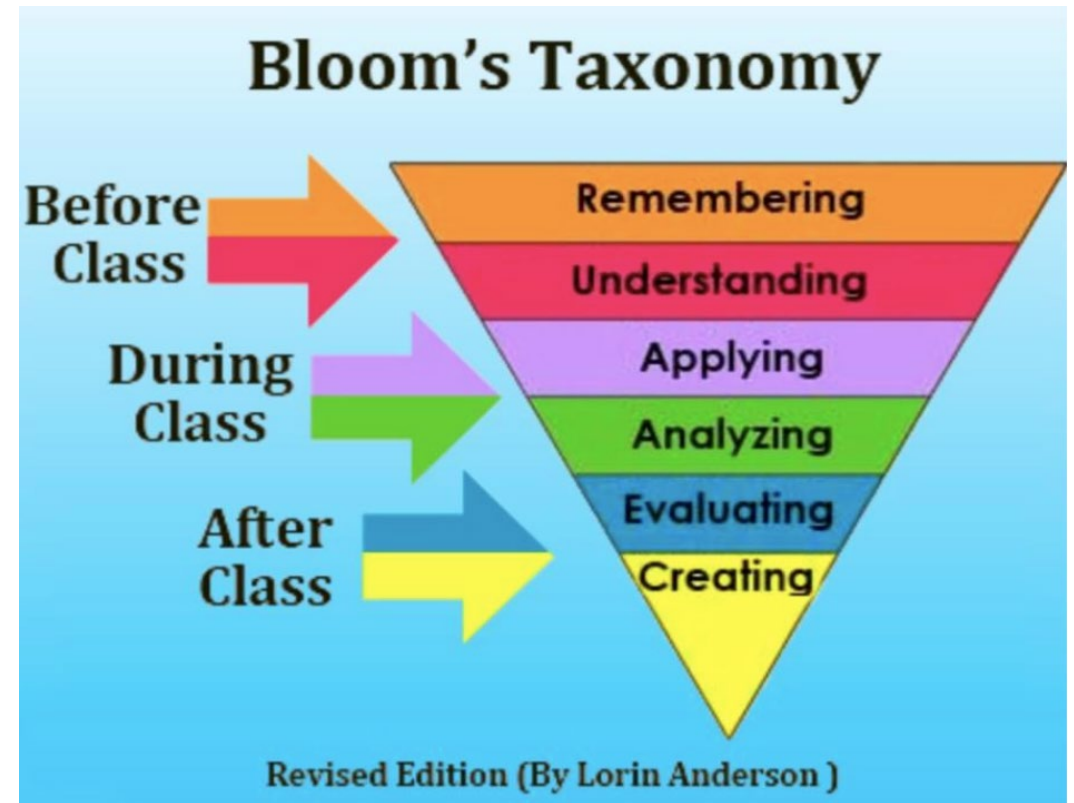 Bloom’s Taxonomy
Before
Class
Remembering
Understanding
During
Class
Applying
Analyzing
After
Class
Evaluating
Creating
Revised Edition (By Lorin Anderson )